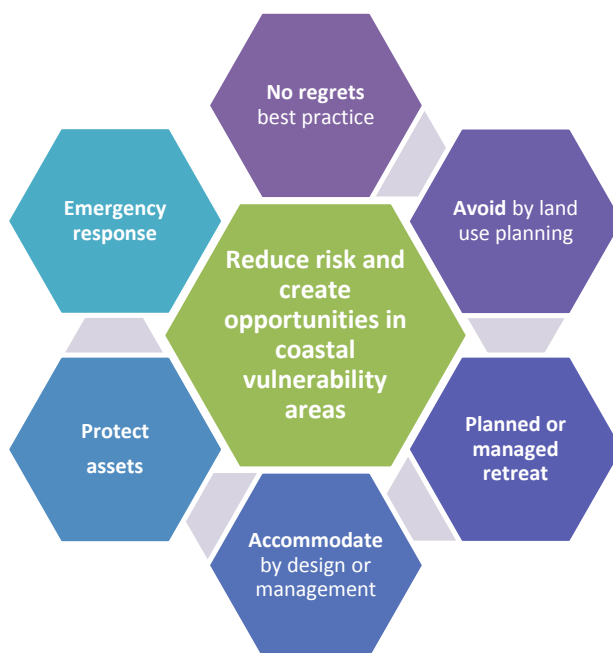 No regrets
best practice
Avoid by land
use planning
Planned or
managed
retreat
Accommodate
by design or
management
Protect
assets
Emergency
response
Reduce risk and
create
opportunities in
coastal
vulnerability
areas